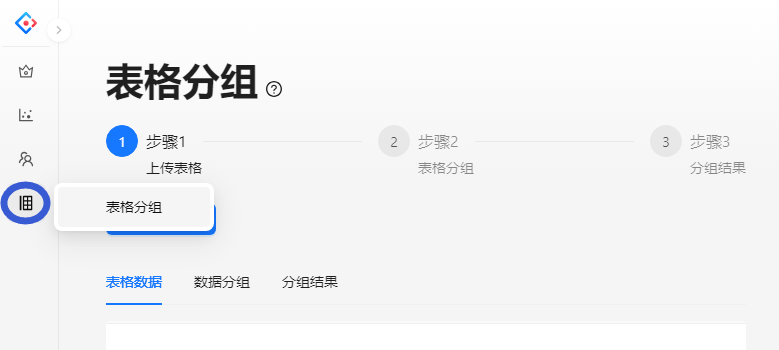 表格分组
1
步骤1
上传表格
2
步骤2
表格分组
3
步骤3
分组结果
表格分组
表格数据
数据分组
分组结果